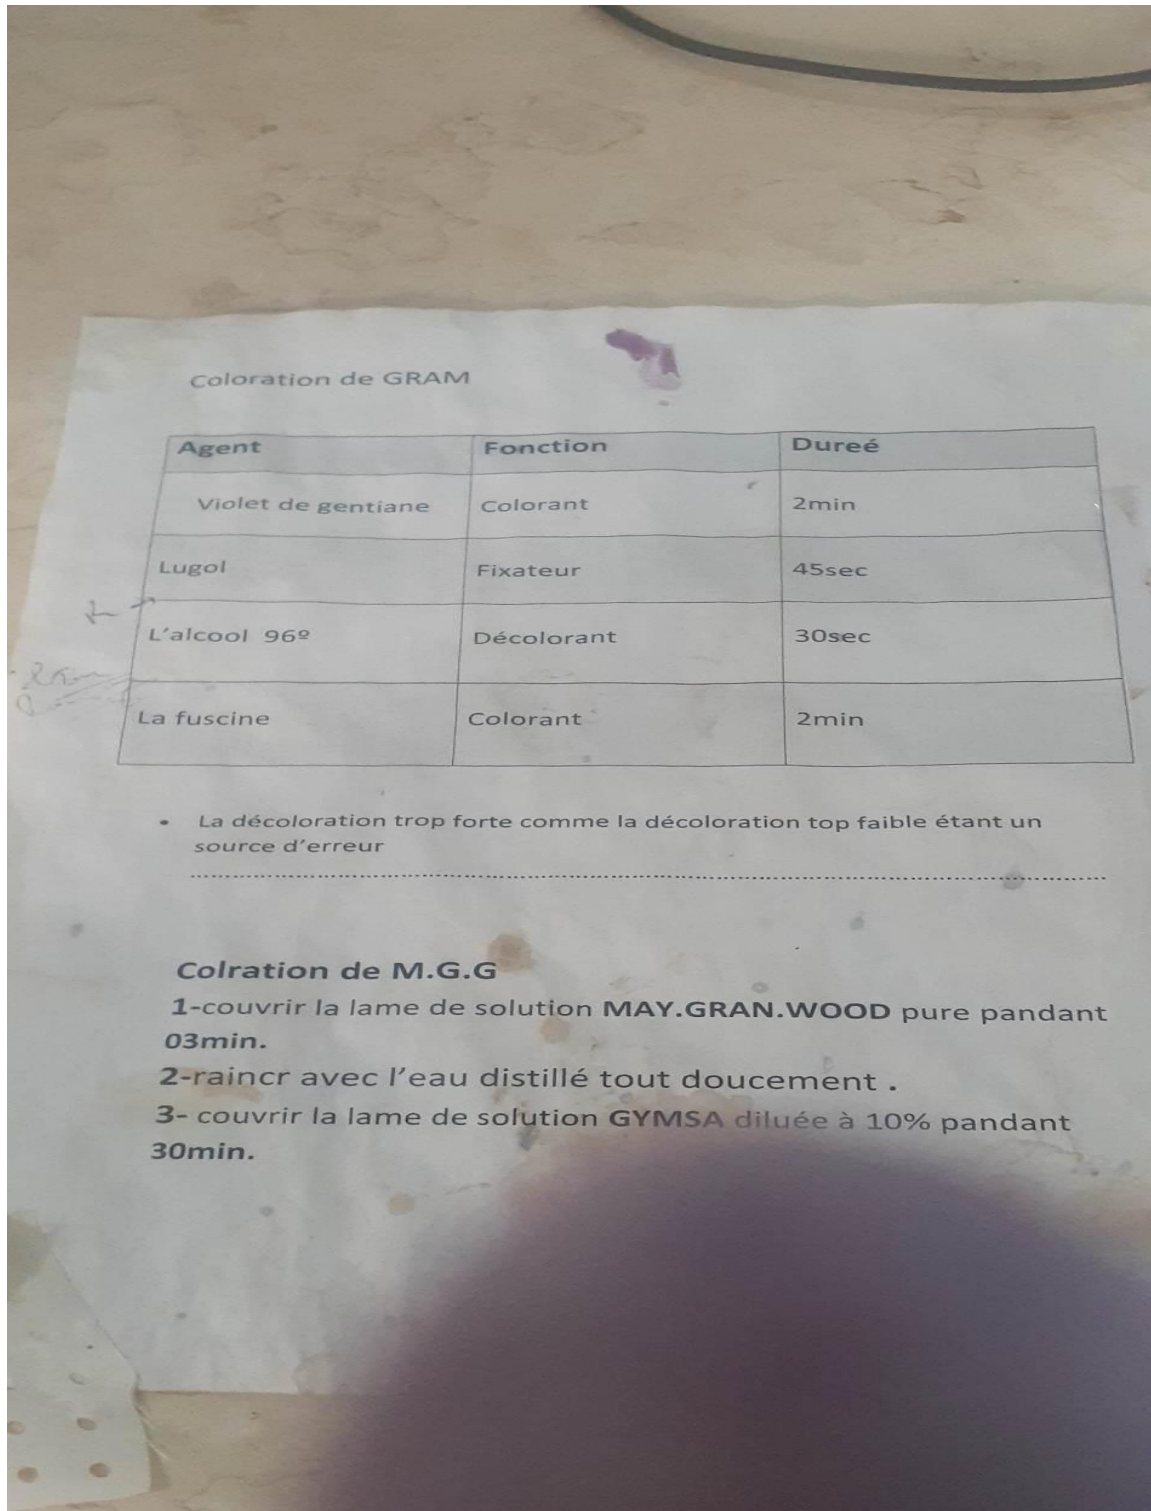 Coloration de GRAM
Agent Fonction Dureé
Violet de gentiane Colorant 2min
Lugol Fixateur 45sec
L'alcool 96º Décolorant 30sec
La fuscine Colorant 2min
• La décoloration trop forte comme la décoloration top faible étant un
source d'erreur
Colration de M.G.G
1-couvrir la lame de solution MAY.GRAN.WOOD pure pandant
03min.
2-raincr avec l'eau distillé tout doucement .
3- couvrir la lame de solution GYMSA diluée à 10% pandant
30min.